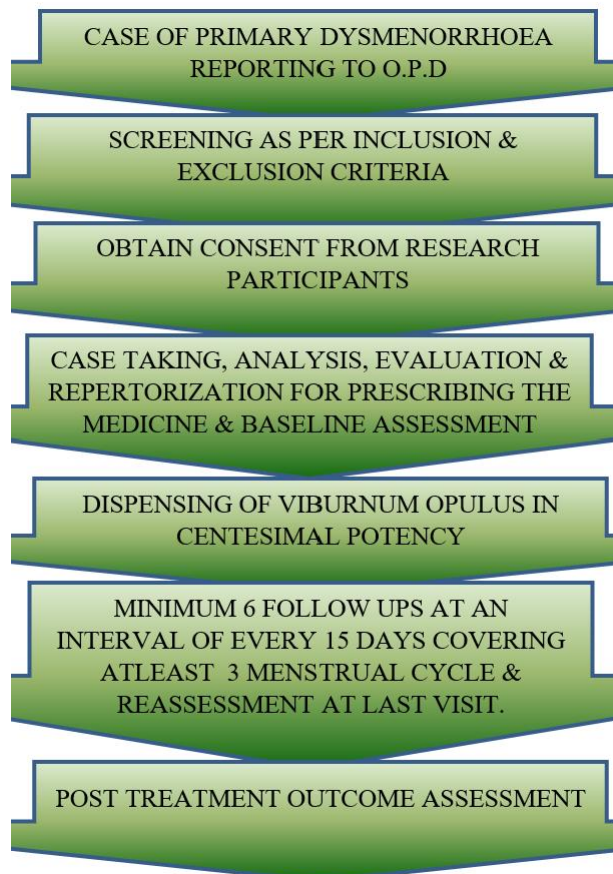 CASE OF PRIMARY DYSMENORRHOEA
REPORTING TO O.P.D
SCREENING AS PER INCLUSION &
EXCLUSION CRITERIA
OBTAIN CONSENT FROM RESEARCH
PARTICIPANTS
CASE TAKING, ANALYSIS, EVALUATION &
REPERTORIZATION FOR PRESCRIBING THE
MEDICINE & BASELINE ASSESSMENT
DISPENSING OF VIBURNUM OPULUS IN
CENTESIMAL POTENCY
MINIMUM 6 FOLLOW UPS AT AN
INTERVAL OF EVERY 15 DAYS COVERING
ATLEAST 3 MENSTRUAL CYCLE &
REASSESSMENT AT LAST VISIT.
POST TREATMENT OUTCOME ASSESSMENT